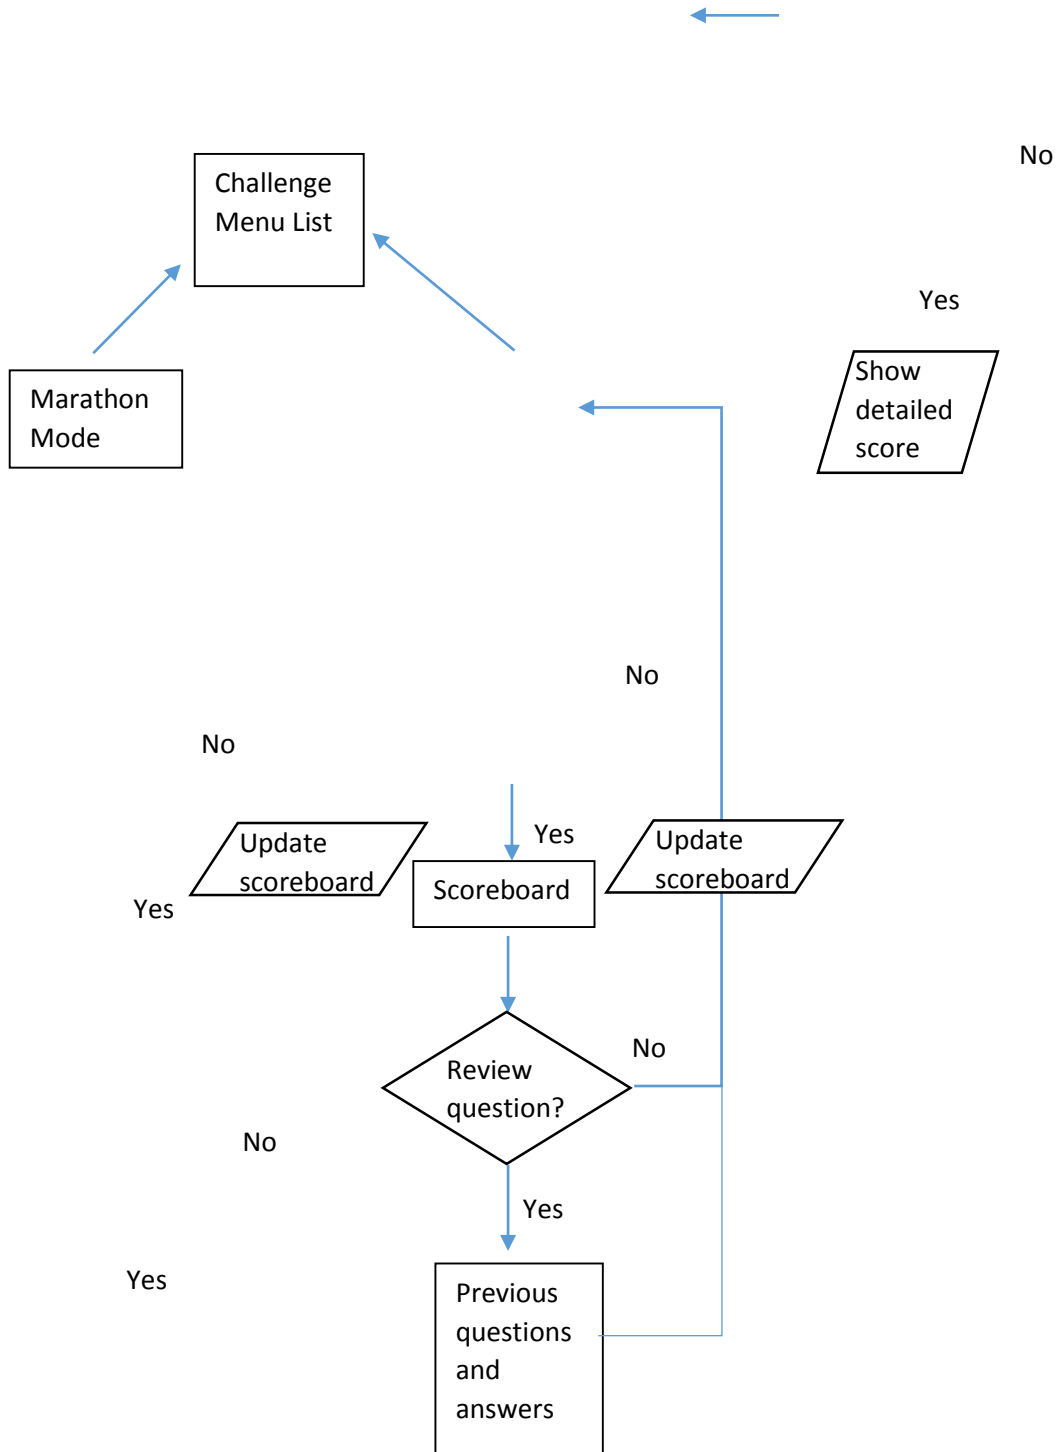 No
Challenge
Menu List
Yes
Show
detailed
score
Marathon
Mode
No
No
Yes
Update
scoreboard
Update
scoreboard
Scoreboard
Yes
No
Review
question?
No
Yes
Yes
Previous
questions
and
answers